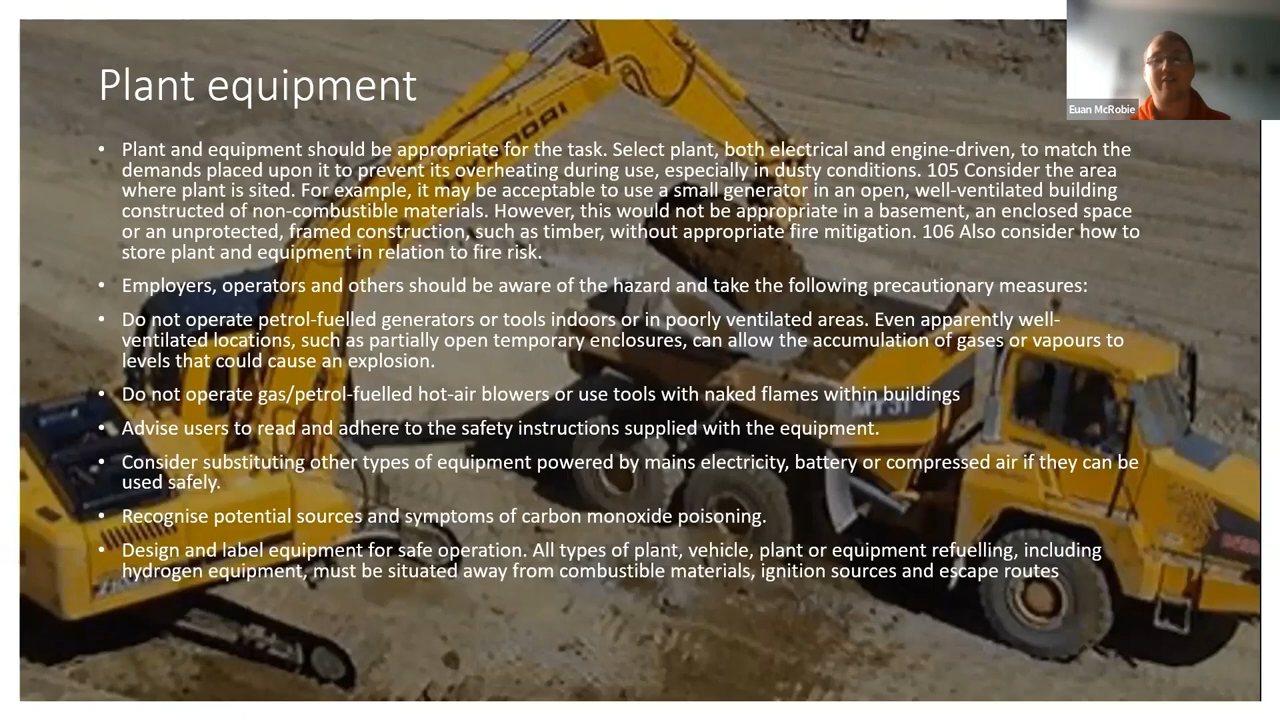 Plant equipment
Euan McRobie
• Plant and equipment should be appropriate for the task. Select plant, both electrical and engine-driven, to match the
demands placed upon it to prevent its overheating during use, especially in dusty conditions. 105 Consider the area
where plant is sited. For example, it may be acceptable to use a small generator in an open, well-ventilated building
constructed of non-combustible materials. However, this would not be appropriate in a basement, an enclosed space
or an unprotected, framed construction, such as timber, without appropriate fire mitigation. 106 Also consider how to
store plant and equipment in relation to fire risk.
• Employers, operators and others should be aware of the hazard and take the following precautionary measures:
• Do not operate petrol-fuelled generators or tools indoors or in poorly ventilated areas. Even apparently well-
ventilated locations, such as partially open temporary enclosures, can allow the accumulation of gases or vapours to
levels that could cause an explosion.
• Do not operate gas/petrol-fuelled hot-air blowers or use tools with naked flames within buildings
• Advise users to read and adhere to the safety instructions supplied with the equipment.
• Consider substituting other types of equipment powered by mains electricity, battery or compressed air if they can be
used safely.
• Recognise potential sources and symptoms of carbon monoxide poisoning.
• Design and label equipment for safe operation. All types of plant, vehicle, plant or equipment refuelling, including
hydrogen equipment, must be situated away from combustible materials, ignition sources and escape routes